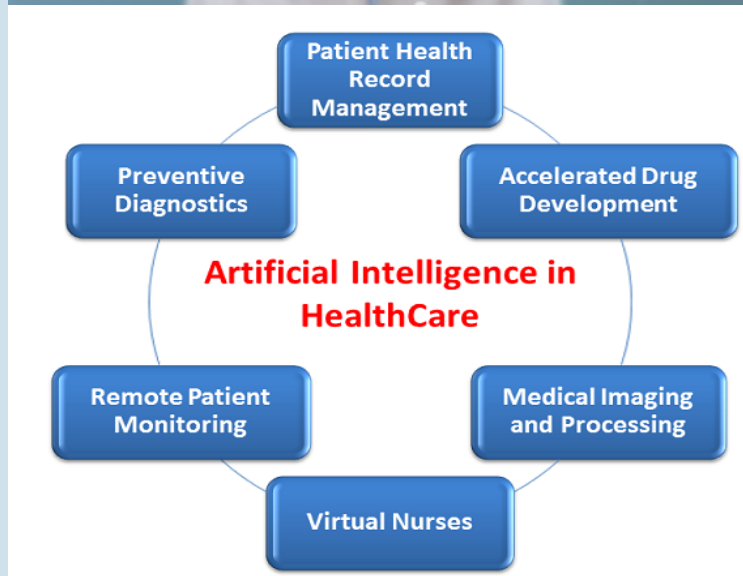 Patient Health
Record
Management
Accelerated Drug
Development
Medical Imaging
and Processing
Virtual Nurses
Remote Patient
Monitoring
Preventive
Diagnostics
Artificial Intelligence in
HealthCare